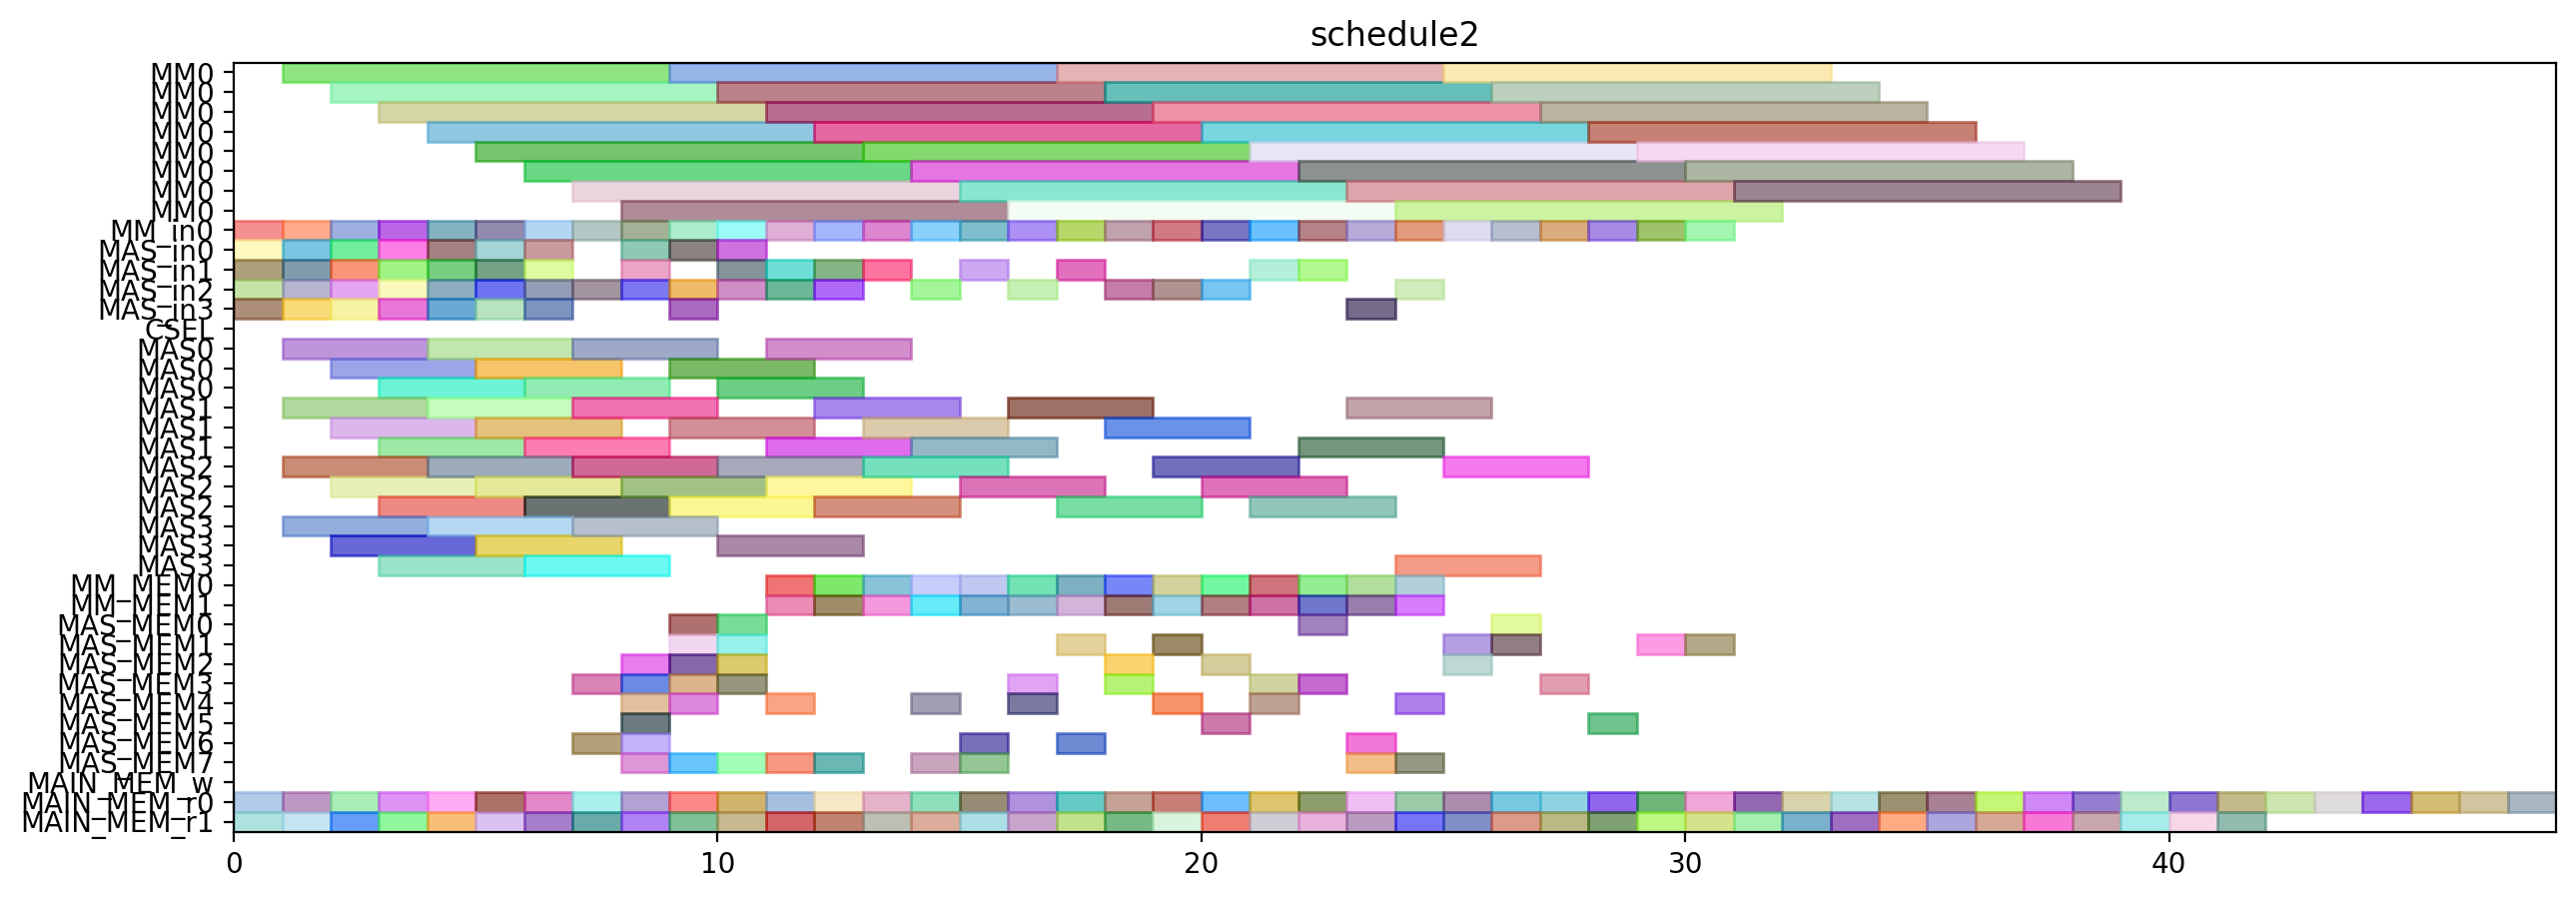 schedule2
MM0
MM0
MM0
MM0
MM0
MM0
MM0
MM0
MM_in0
MAS_in0
MAS_in1
MAS_in2
MAS_in3
CSEL
MAS0
MAS0
MAS0
MAS1
MAS1
MAS1
MAS2
MAS2
MAS2
MAS3
MAS3
MAS3
MM_MEM0
MM_MEM1
MAS_MEM0
MAS_MEM1
MAS_MEM2
MAS_MEM3
MAS_MEM4
MAS_MEM5
MAS_MEM6
MAS_MEM7
MAIN_MEM_w
MAIN_MEM_r0
MAIN_MEM_r1
0 10 20 30 40